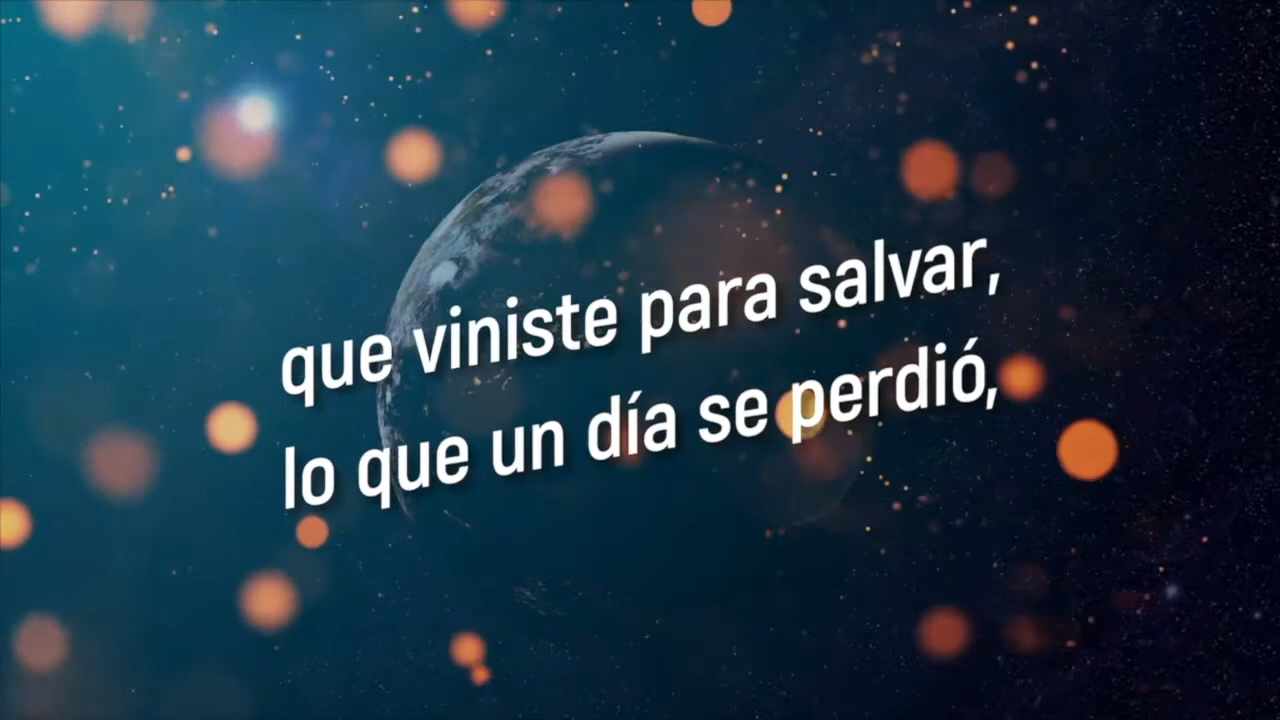 que viniste para salvar,
lo que un día se perdió,